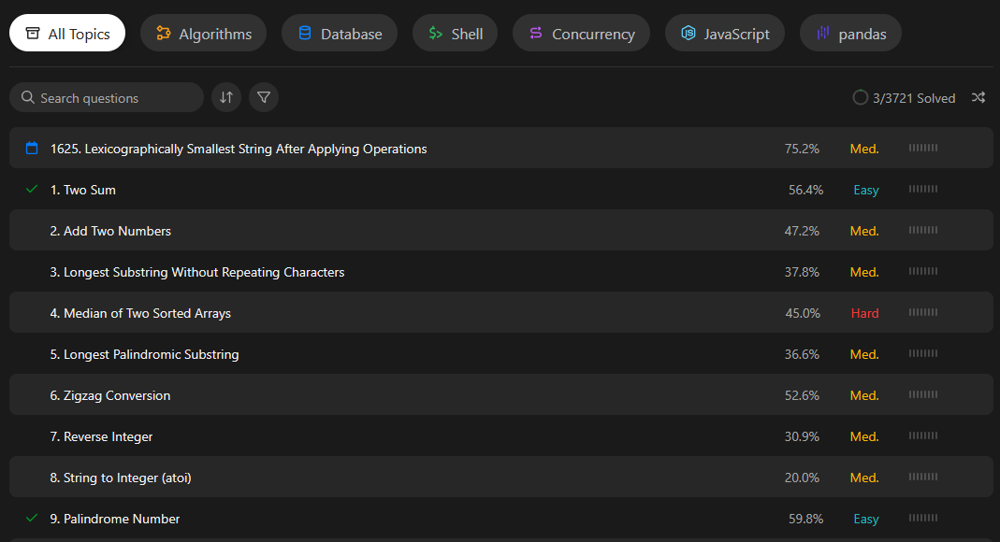 All Topics Algorithms Database Shell Concurrency JavaScript pandas
Search questions 3/3721 Solved
1625. Lexicographically Smallest String After Applying Operations 75.2% Med.
1. Two Sum 56.4% Easy
2. Add Two Numbers 47.2% Med.
3. Longest Substring Without Repeating Characters 37.8% Med.
4. Median of Two Sorted Arrays 45.0% Hard
5. Longest Palindromic Substring 36.6% Med.
6. Zigzag Conversion 52.6% Med.
7. Reverse Integer 30.9% Med.
8. String to Integer (atoi) 20.0% Med.
9. Palindrome Number 59.8% Easy